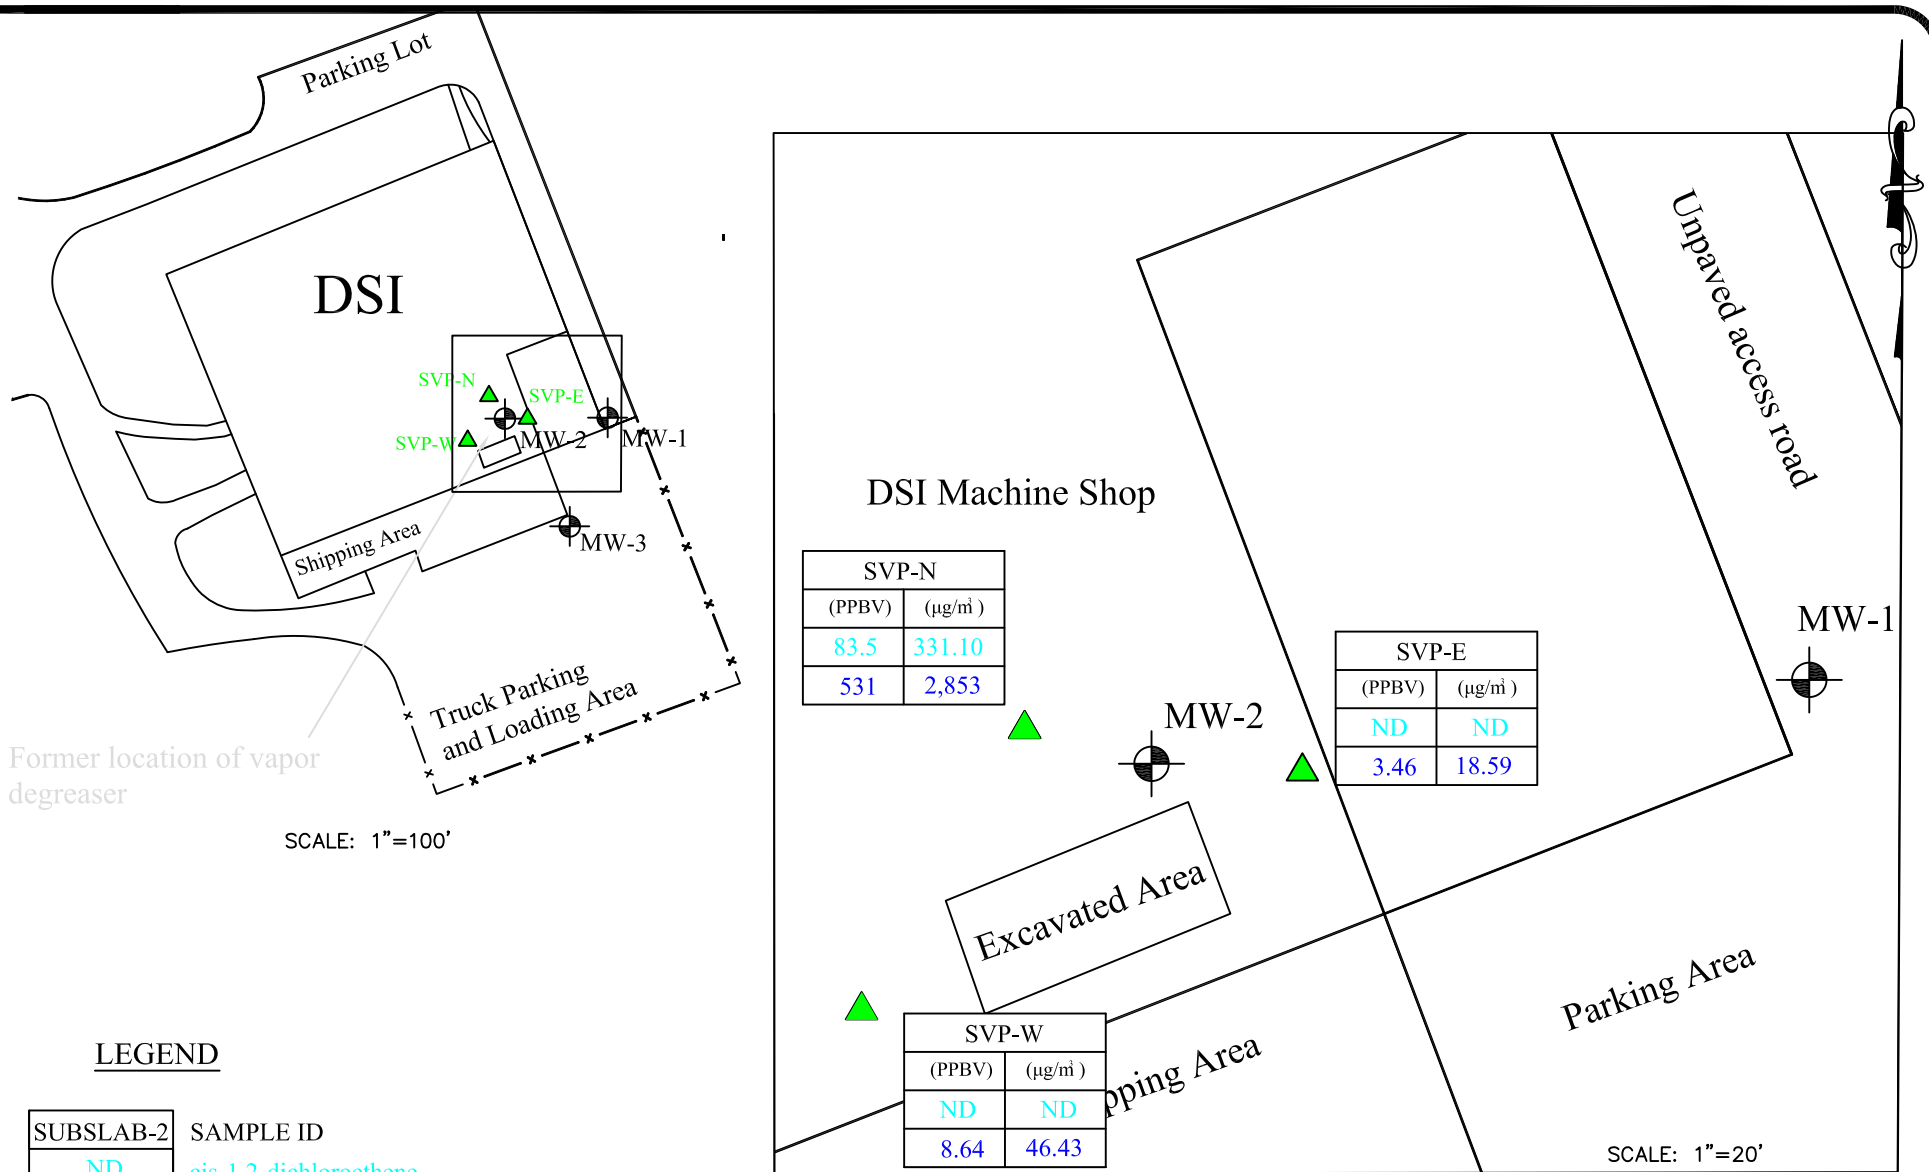 Parking Lot
DSI
SVP-N
SVP-E
SVP-W
MW-2
MW-1
Shipping Area
MW-3
Truck Parking
and Loading Area
Former location of vapor
degreaser
SCALE: 1"=100'
LEGEND
SUBSLAB-2 SAMPLE ID
ND cis-1,2-dichloroethene
Unpaved access road
DSI Machine Shop
SVP-N
(PPBV) (μg/m³)
83.5 331.10
531 2,853
MW-1
SVP-E
(PPBV) (μg/m³)
ND ND
3.46 18.59
MW-2
Excavated Area
Parking Area
SVP-W
(PPBV) (μg/m³)
ND ND
8.64 46.43
pping Area
SCALE: 1"=20'